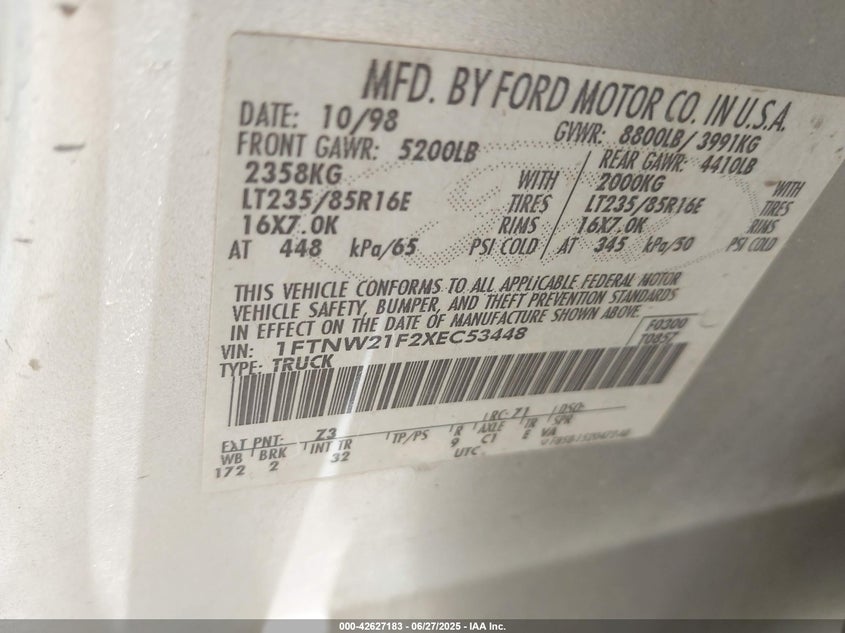 MFD. BY FORD MOTOR CO. IN U.S.A.
DATE: 10/98 GVWR: 8800LB/3991KG
FRONT GAWR: 5200LB REAR GAWR: 4410LB
2358KG WITH 2000KG WITH
LT235/85R16E TIRES LT235/85R16E TIRES
16X7.0K RIMS 16X7.0K RIMS
AT 448 kPa/65 PSI COLD AT 345 kPa/50 PSI COLD
THIS VEHICLE CONFORMS TO ALL APPLICABLE FEDERAL MOTOR
VEHICLE SAFETY, BUMPER, AND THEFT PREVENTION STANDARDS
IN EFFECT ON THE DATE OF MANUFACTURE SHOWN ABOVE.
VIN: 1FTNW21F2XEC53448 F0300
TYPE: TRUCK T0857
EXT PNT: Z3 RC: 71 DSO:
WB BRK INT TR TP/PS R AXLE TR SPR
172 2 32 9 C1 E VA
UTC
000-42627183 | 06/27/2025 - IAA Inc.